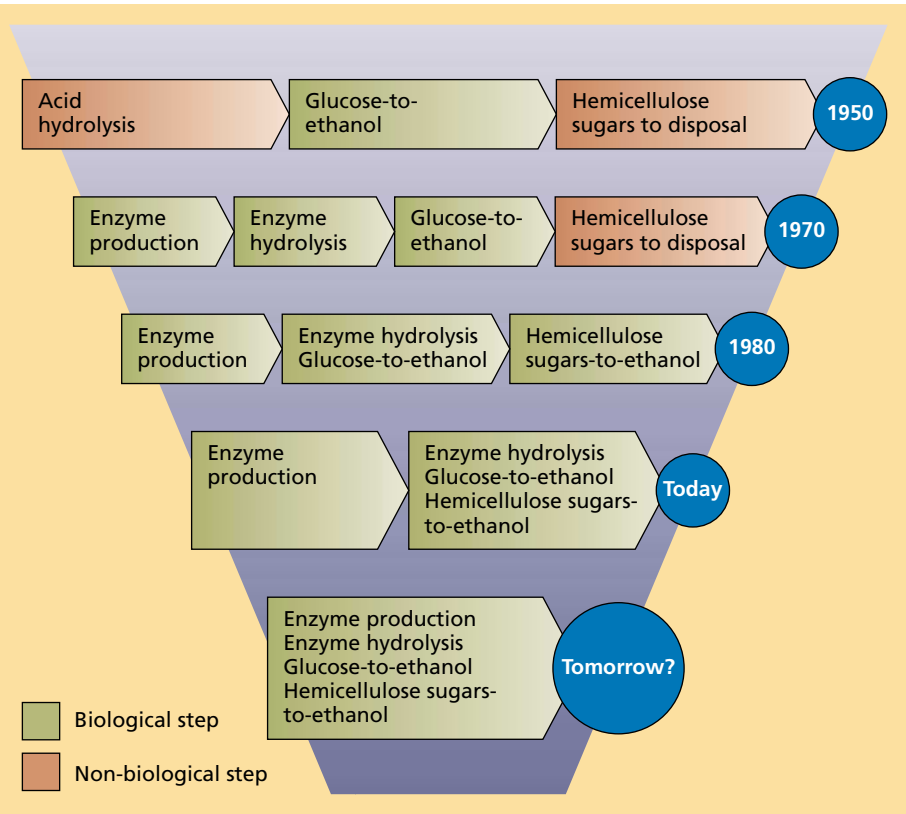 Acid
hydrolysis
Glucose-to-
ethanol
Hemicellulose
sugars to disposal
1950
Enzyme
production
Enzyme
hydrolysis
Glucose-to-
ethanol
Hemicellulose
sugars to disposal
1970
Enzyme
production
Enzyme hydrolysis
Glucose-to-ethanol
Hemicellulose
sugars-to-ethanol
1980
Enzyme
production
Enzyme hydrolysis
Glucose-to-ethanol
Hemicellulose sugars-
to-ethanol
Today
Enzyme production
Enzyme hydrolysis
Glucose-to-ethanol
Hemicellulose sugars-
to-ethanol
Tomorrow?
Biological step
Non-biological step